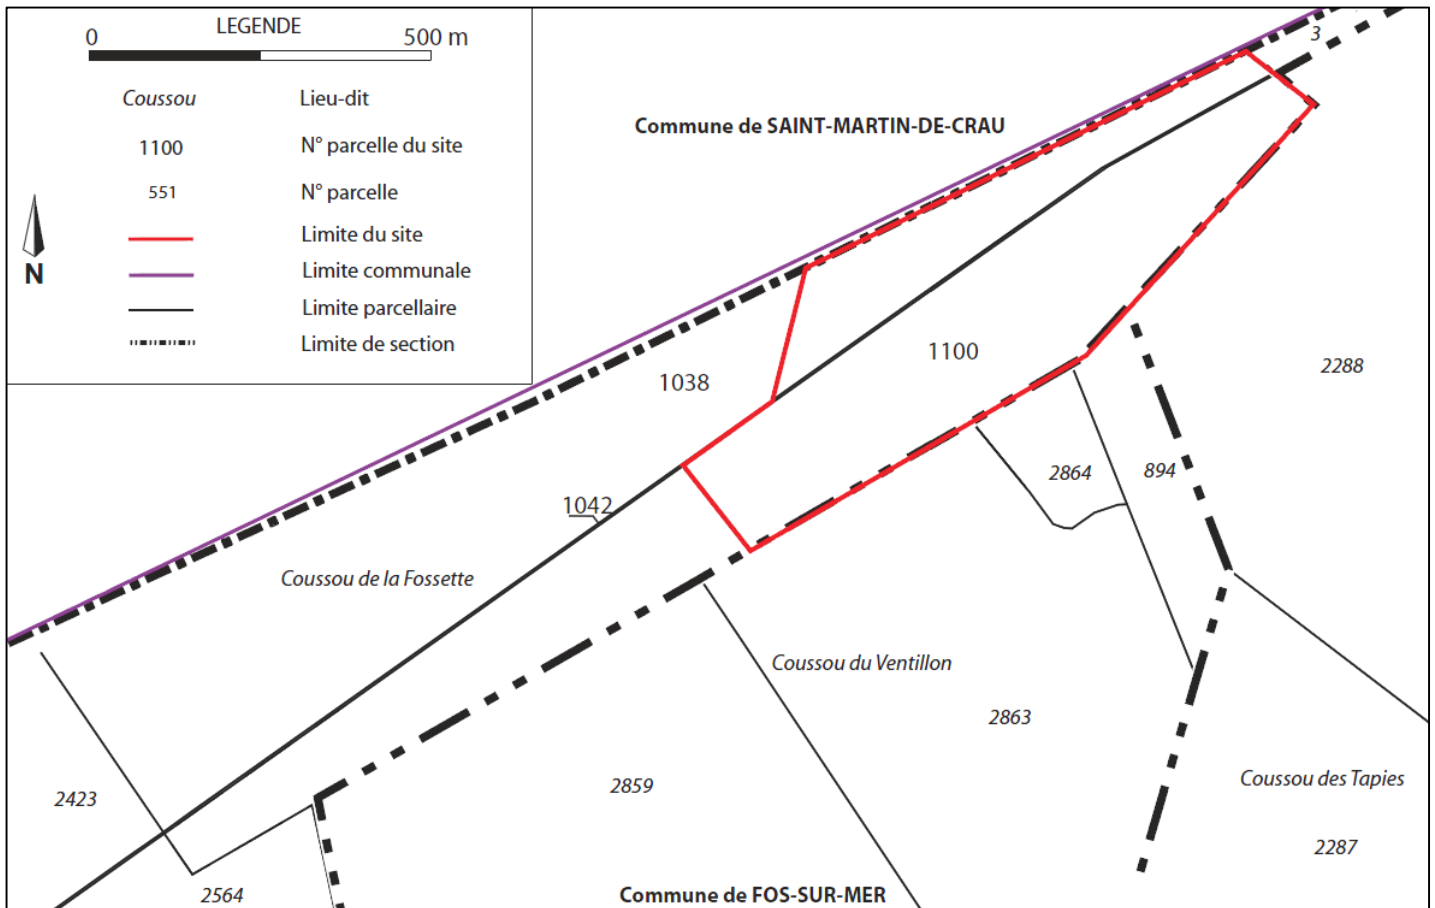 LEGENDE
0 500 m
Coussou Lieu-dit
1100 N° parcelle du site
551 N° parcelle
Limite du site
Limite communale
Limite parcellaire
Limite de section
N
3
Commune de SAINT-MARTIN-DE-CRAU
1100
2288
1038
2864
894
1042
Coussou de la Fossette
Coussou du Ventillon
2863
2859
2423
Coussou des Tapies
2287
2564
Commune de FOS-SUR-MER